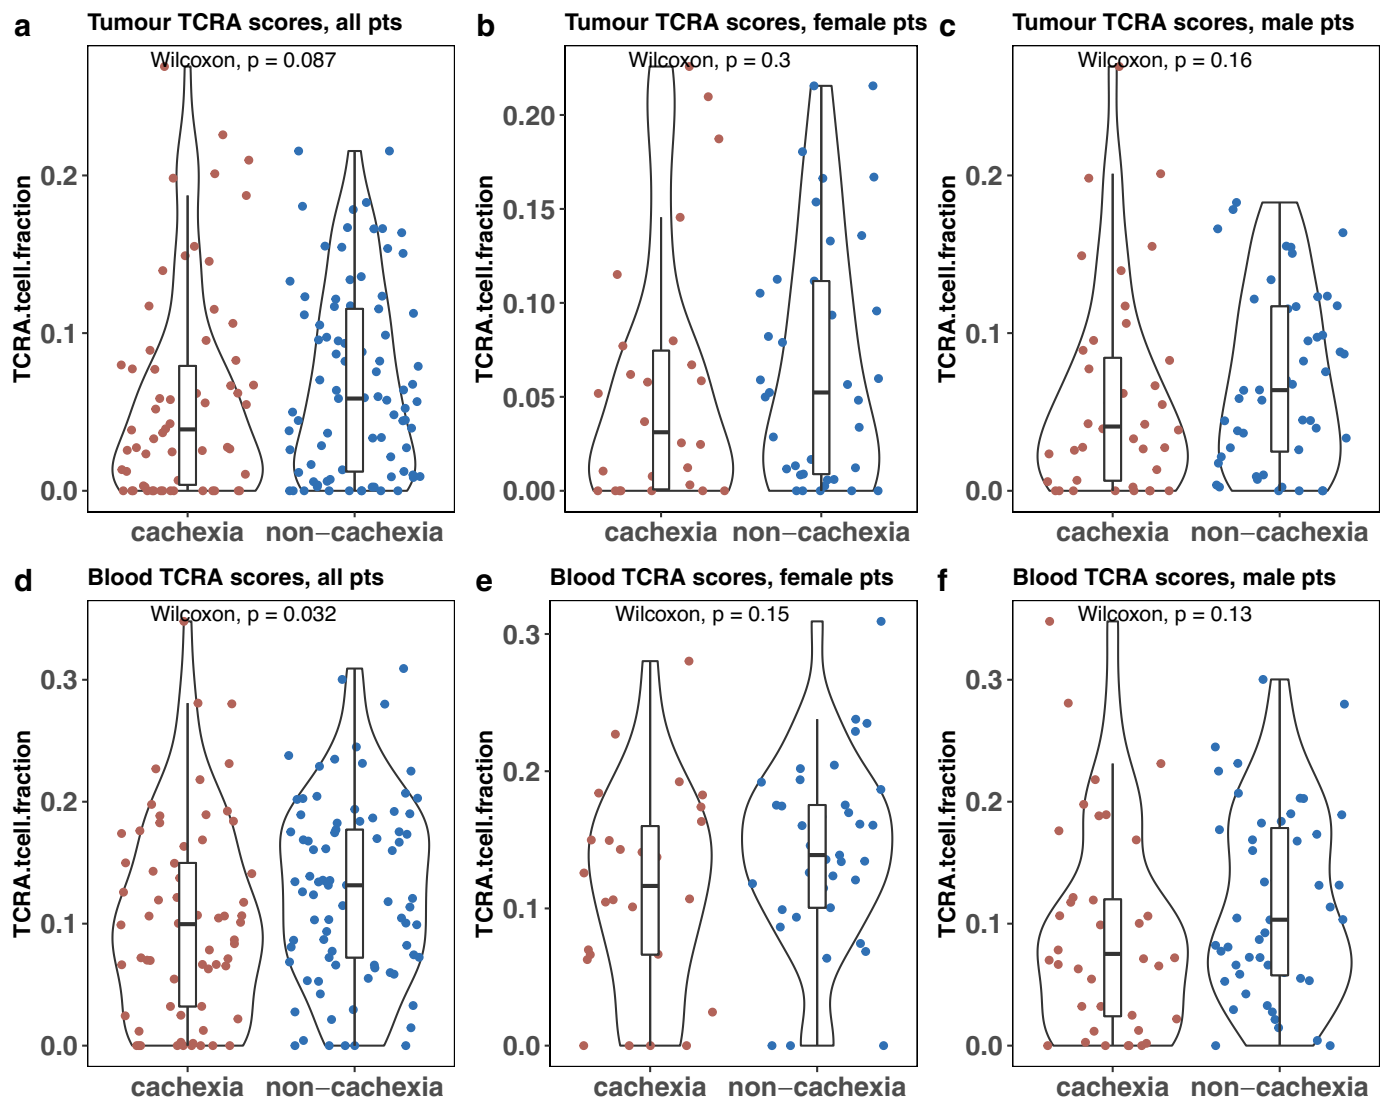 a Tumour TCRA scores, all pts
Wilcoxon, p = 0.087
TCRA.tcell.fraction
0.2
0.1
0.0
cachexia non−cachexia
b Tumour TCRA scores, female pts
Wilcoxon, p = 0.3
TCRA.tcell.fraction
0.20
0.15
0.10
0.05
0.00
cachexia non−cachexia
c Tumour TCRA scores, male pts
Wilcoxon, p = 0.16
TCRA.tcell.fraction
0.2
0.1
0.0
cachexia non−cachexia
d Blood TCRA scores, all pts
Wilcoxon, p = 0.032
TCRA.tcell.fraction
0.3
0.2
0.1
0.0
cachexia non−cachexia
e Blood TCRA scores, female pts
Wilcoxon, p = 0.15
TCRA.tcell.fraction
0.3
0.2
0.1
0.0
cachexia non−cachexia
f Blood TCRA scores, male pts
Wilcoxon, p = 0.13
TCRA.tcell.fraction
0.3
0.2
0.1
0.0
cachexia non−cachexia